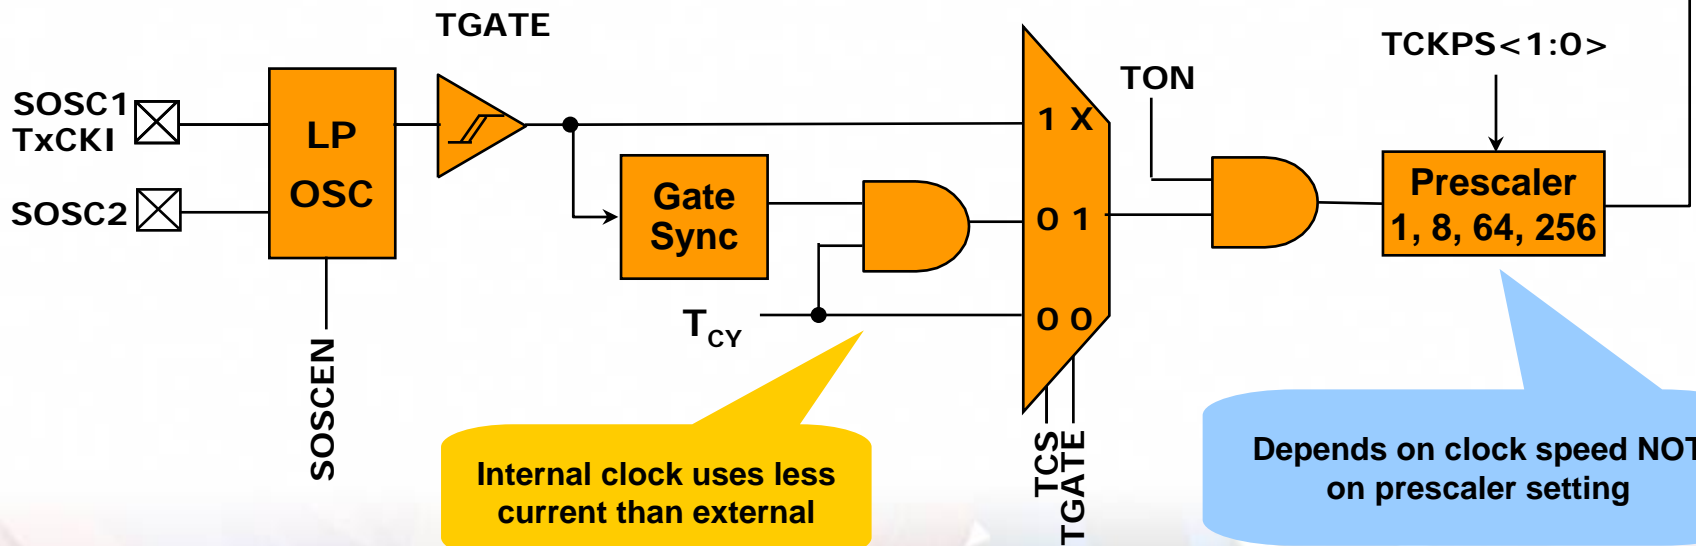 TGATE
SOSC1
TxCKI
SOSC2
LP
OSC
SOSCEN
Gate
Sync
TCY
1 X
0 1
0 0
TCS
TGATE
TON
TCKPS<1:0>
Prescaler
1, 8, 64, 256
Internal clock uses less
current than external
Depends on clock speed NOT
on prescaler setting